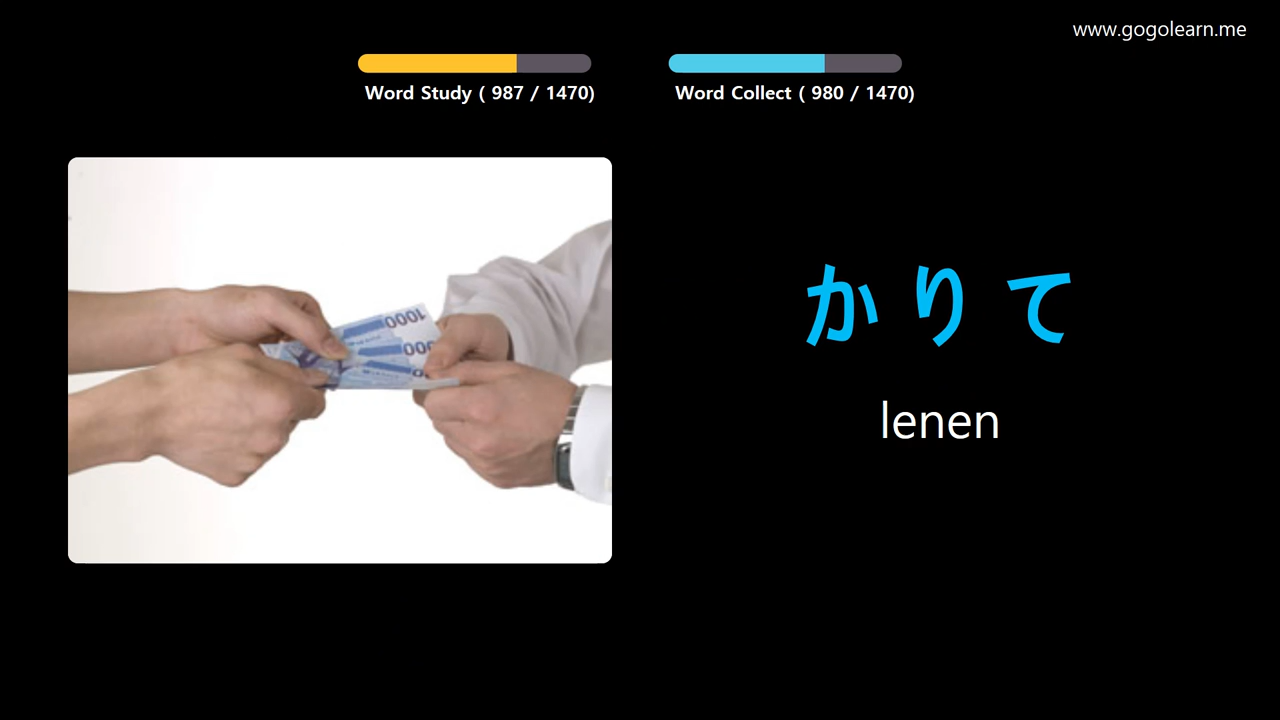 www.gogolearn.me
Word Study ( 987 / 1470)
Word Collect ( 980 / 1470)
1000
かりて
lenen